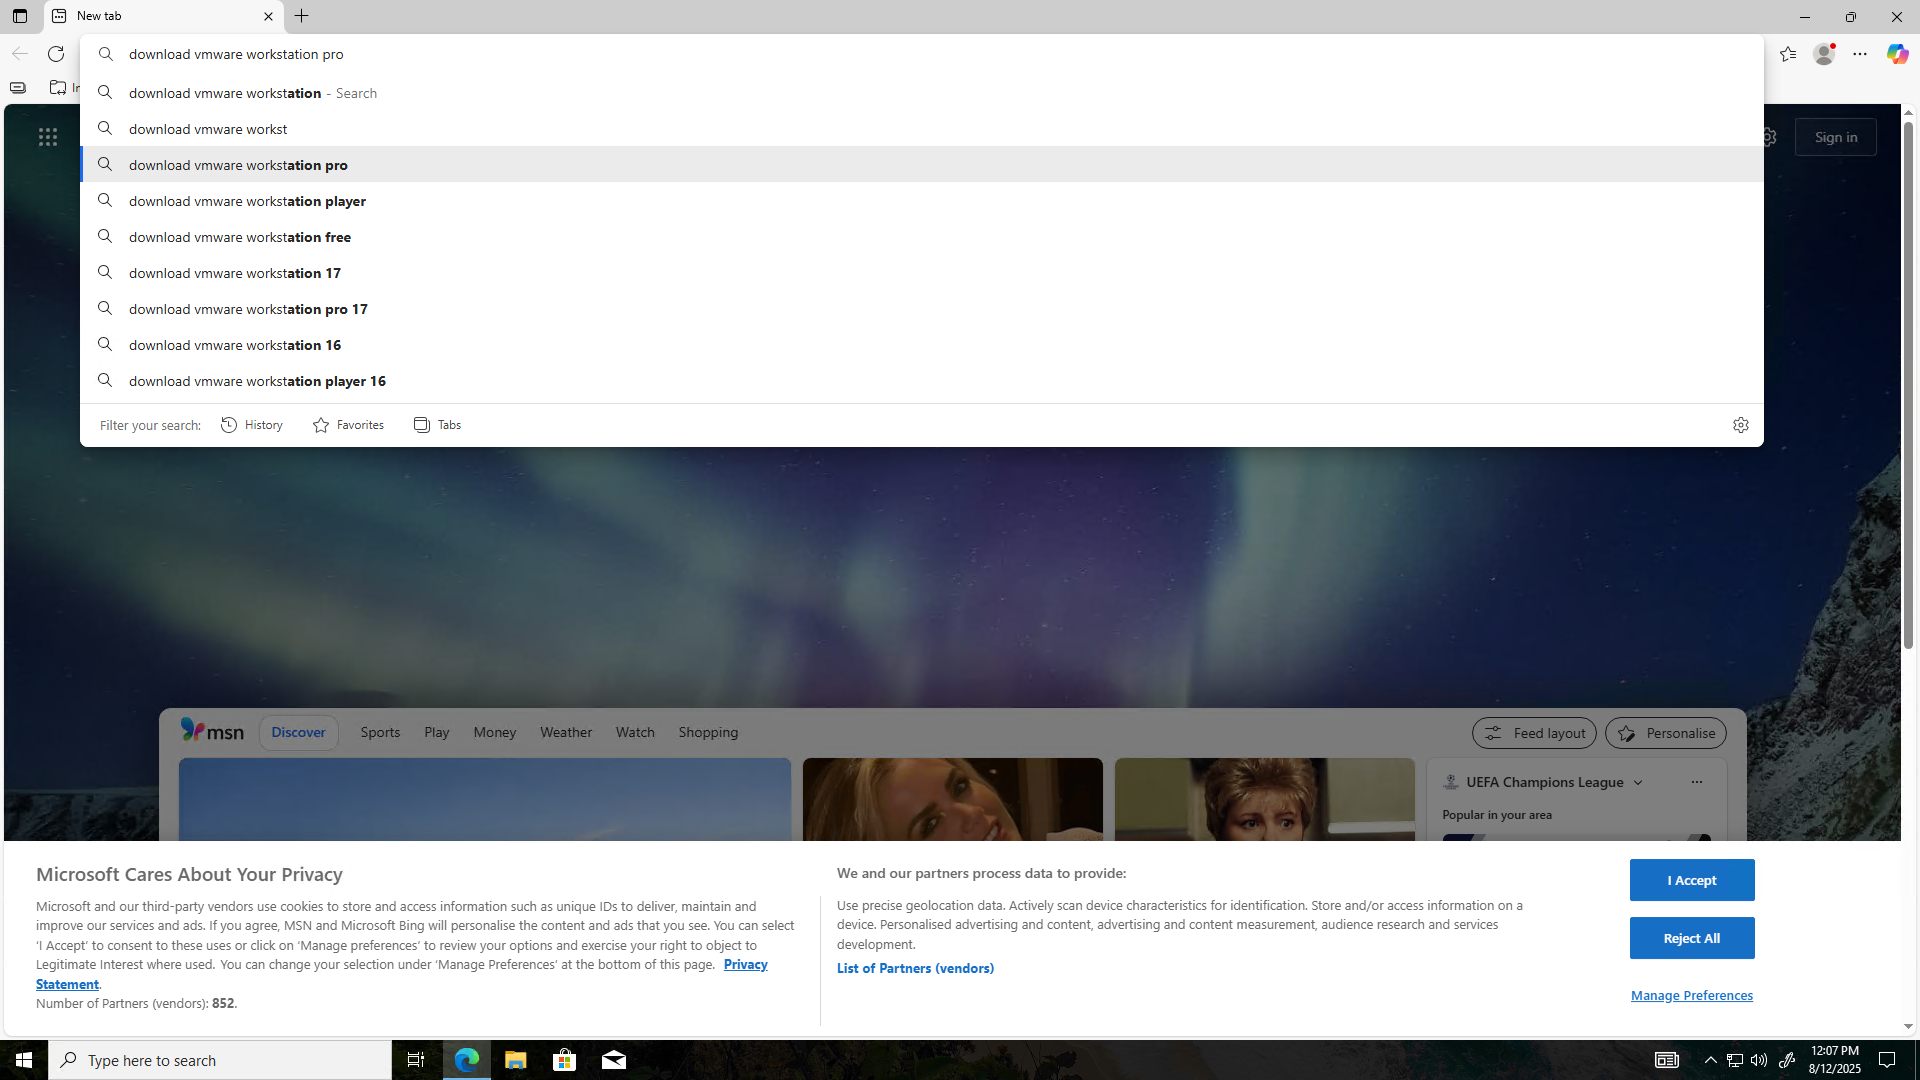 New tab
download vmware workstation pro
download vmware workstation - Search
download vmware workst
download vmware workstation pro
download vmware workstation player
download vmware workstation free
download vmware workstation 17
download vmware workstation pro 17
download vmware workstation 16
download vmware workstation player 16
Filter your search: History Favorites Tabs
Sign in
msn Discover Sports Play Money Weather Watch Shopping Feed layout Personalise
UEFA Champions League
Popular in your area
Microsoft Cares About Your Privacy
Microsoft and our third-party vendors use cookies to store and access information such as unique IDs to deliver, maintain and
improve our services and ads. If you agree, MSN and Microsoft Bing will personalise the content and ads that you see. You can select
‘I Accept’ to consent to these uses or click on ‘Manage preferences’ to review your options and exercise your right to object to
Legitimate Interest where used. You can change your selection under ‘Manage Preferences’ at the bottom of this page. Privacy
Statement.
Number of Partners (vendors): 852.
We and our partners process data to provide:
Use precise geolocation data. Actively scan device characteristics for identification. Store and/or access information on a
device. Personalised advertising and content, advertising and content measurement, audience research and services
development.
List of Partners (vendors)
I Accept
Reject All
Manage Preferences
Type here to search
12:07 PM
8/12/2025